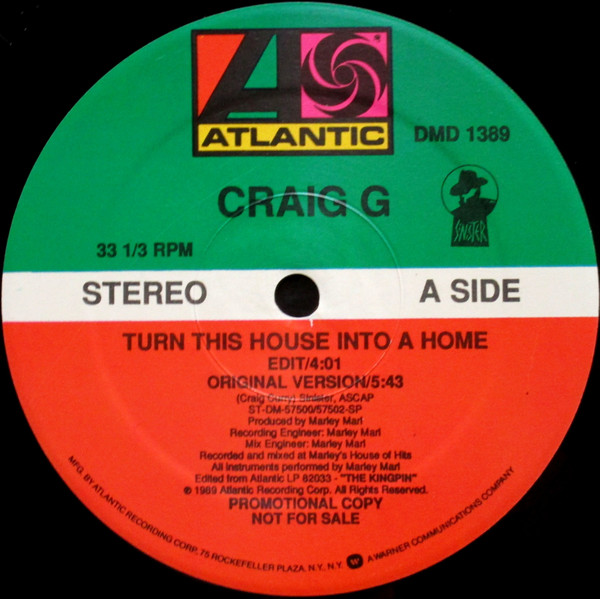 ATLANTIC
DMD 1389
CRAIG G
SINISTER
33 1/3 RPM
STEREO
A SIDE
TURN THIS HOUSE INTO A HOME
EDIT/4:01
ORIGINAL VERSION/5:43
(Craig Curry) Sinister, ASCAP
ST-DM-57500/57502-SP
Produced by Marley Marl
Recording Engineer: Marley Marl
Mix Engineer: Marley Marl
Recorded and mixed at Marley's House of Hits
All instruments performed by Marley Marl
Edited from Atlantic LP 82033 - "THE KINGPIN"
℗ 1989 Atlantic Recording Corp. All Rights Reserved.
PROMOTIONAL COPY
NOT FOR SALE
MFG. BY ATLANTIC RECORDING CORP. 75 ROCKEFELLER PLAZA, N.Y., N.Y. W A WARNER COMMUNICATIONS COMPANY